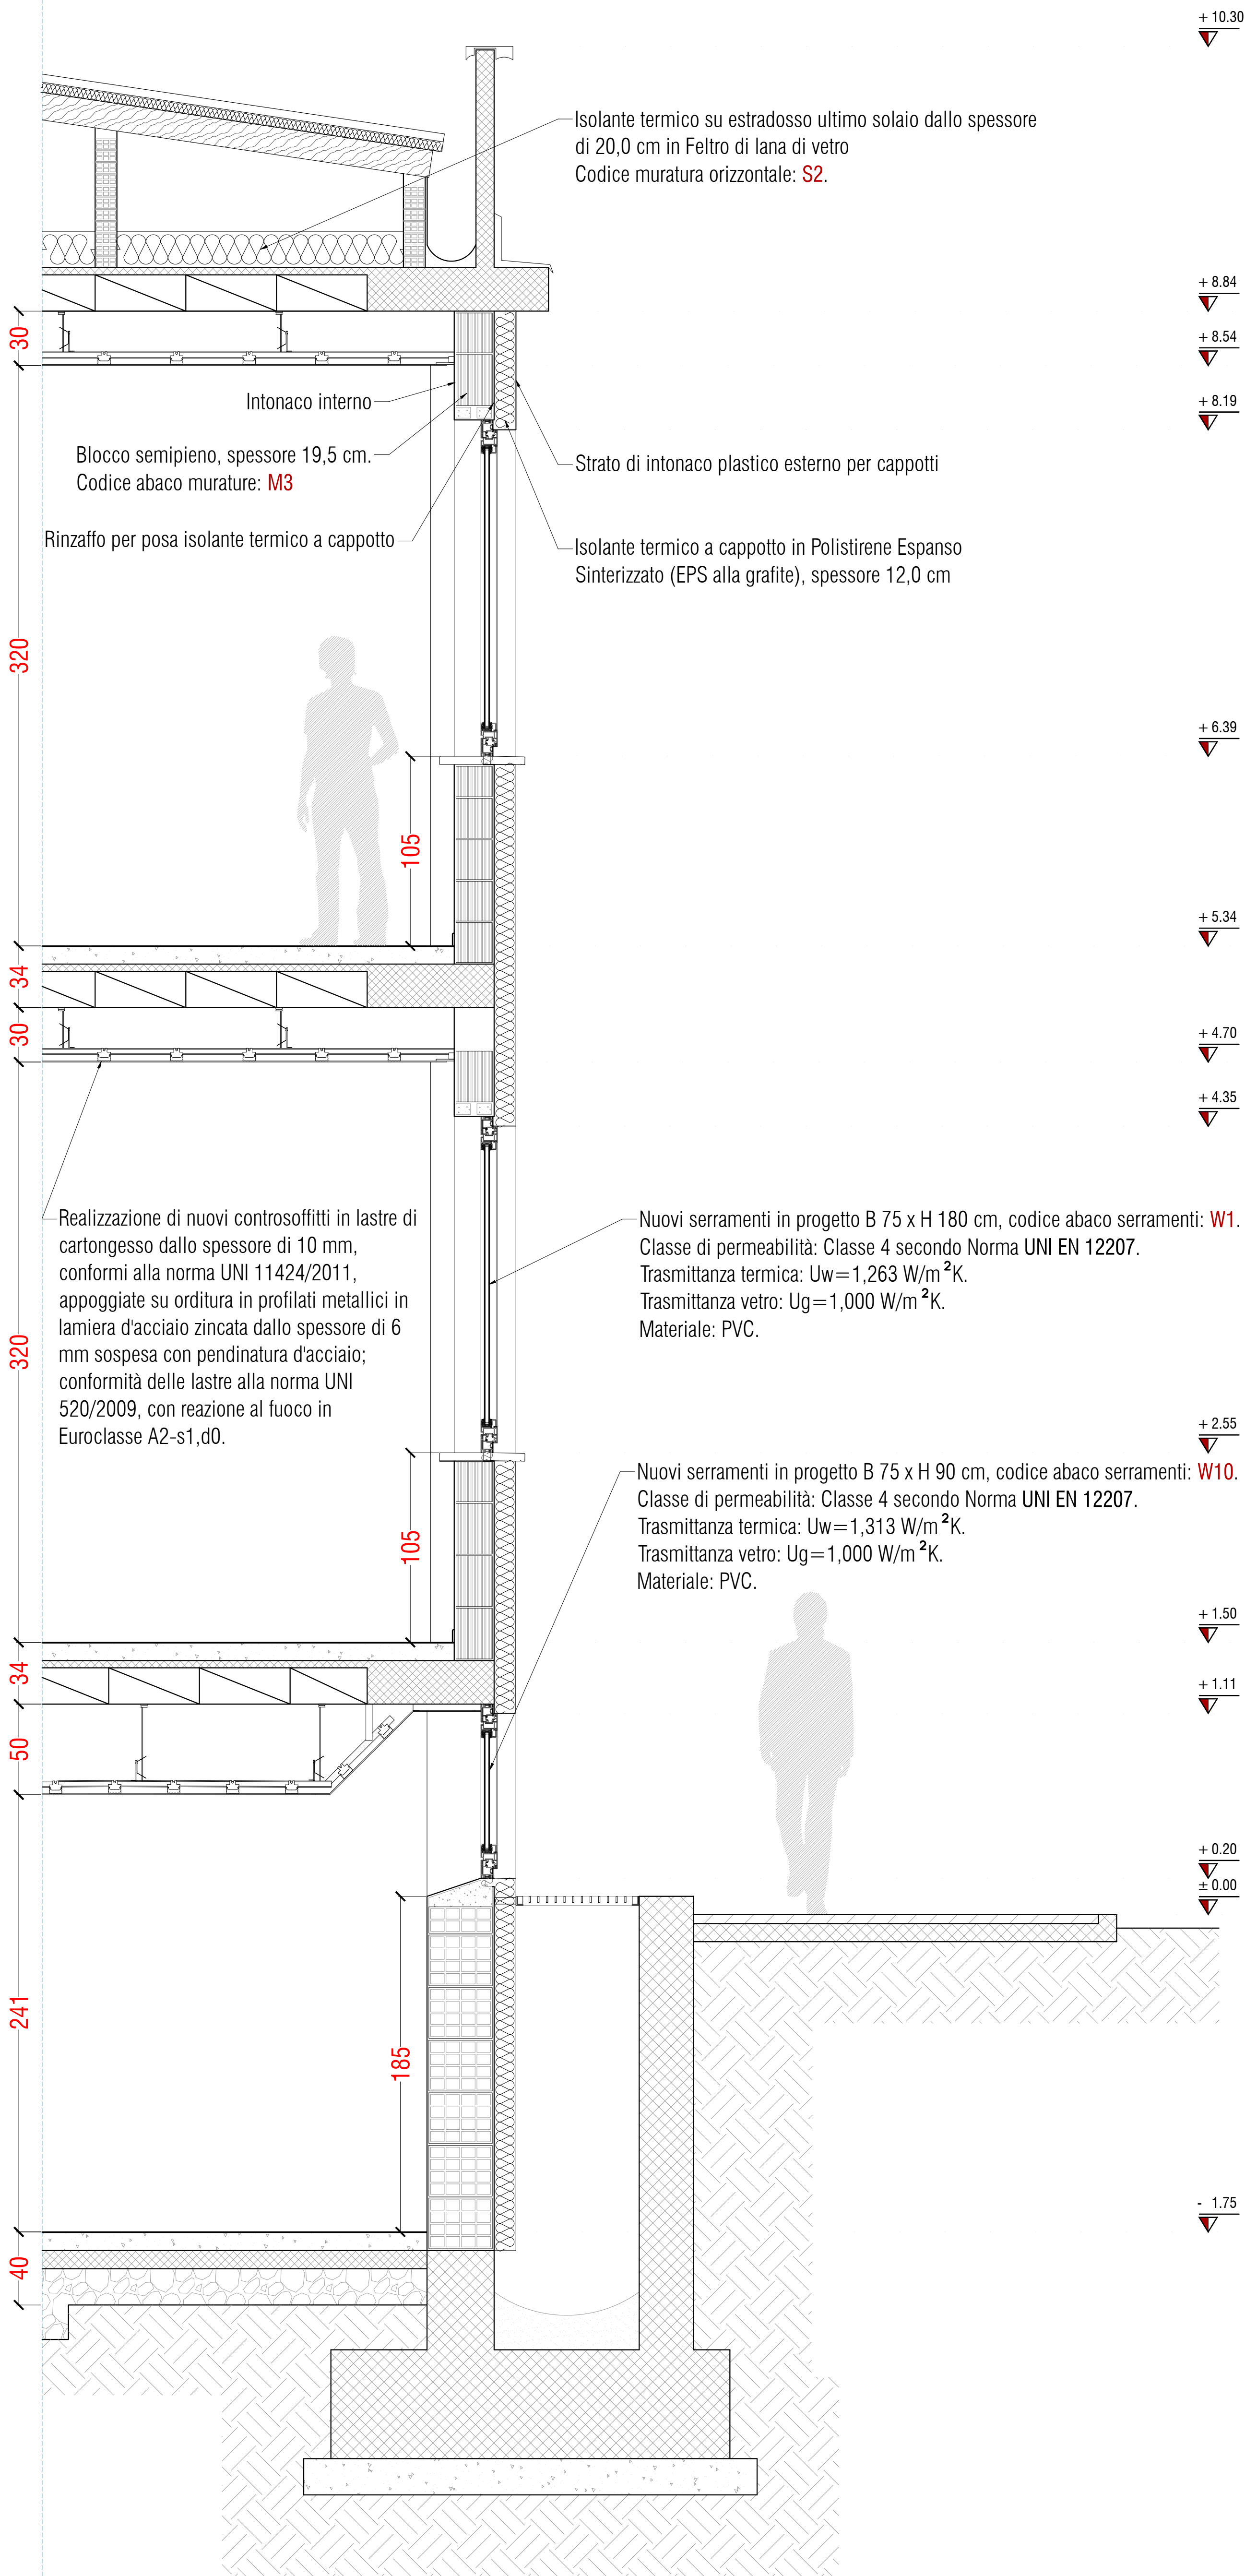 + 10.30
Isolante termico su estradosso ultimo solaio dallo spessore
di 20,0 cm in Feltro di lana di vetro
Codice muratura orizzontale: S2.
+ 8.84
30
+ 8.54
+ 8.19
Intonaco interno
Blocco semipieno, spessore 19,5 cm.
Codice abaco murature: M3
Strato di intonaco plastico esterno per cappotti
Rinzaffo per posa isolante termico a cappotto
Isolante termico a cappotto in Polistirene Espanso
Sinterizzato (EPS alla grafite), spessore 12,0 cm
320
+ 6.39
105
+ 5.34
34
30
+ 4.70
+ 4.35
Realizzazione di nuovi controsoffitti in lastre di
cartongesso dallo spessore di 10 mm,
conformi alla norma UNI 11424/2011,
appoggiate su orditura in profilati metallici in
lamiera d'acciaio zincata dallo spessore di 6
mm sospesa con pendinatura d'acciaio;
conformità delle lastre alla norma UNI
520/2009, con reazione al fuoco in
Euroclasse A2-s1,d0.
Nuovi serramenti in progetto B 75 x H 180 cm, codice abaco serramenti: W1.
Classe di permeabilità: Classe 4 secondo Norma UNI EN 12207.
Trasmittanza termica: Uw=1,263 W/m²K.
Trasmittanza vetro: Ug=1,000 W/m²K.
Materiale: PVC.
320
+ 2.55
Nuovi serramenti in progetto B 75 x H 90 cm, codice abaco serramenti: W10.
Classe di permeabilità: Classe 4 secondo Norma UNI EN 12207.
Trasmittanza termica: Uw=1,313 W/m²K.
Trasmittanza vetro: Ug=1,000 W/m²K.
Materiale: PVC.
105
+ 1.50
34
+ 1.11
50
+ 0.20
± 0.00
241
185
- 1.75
40